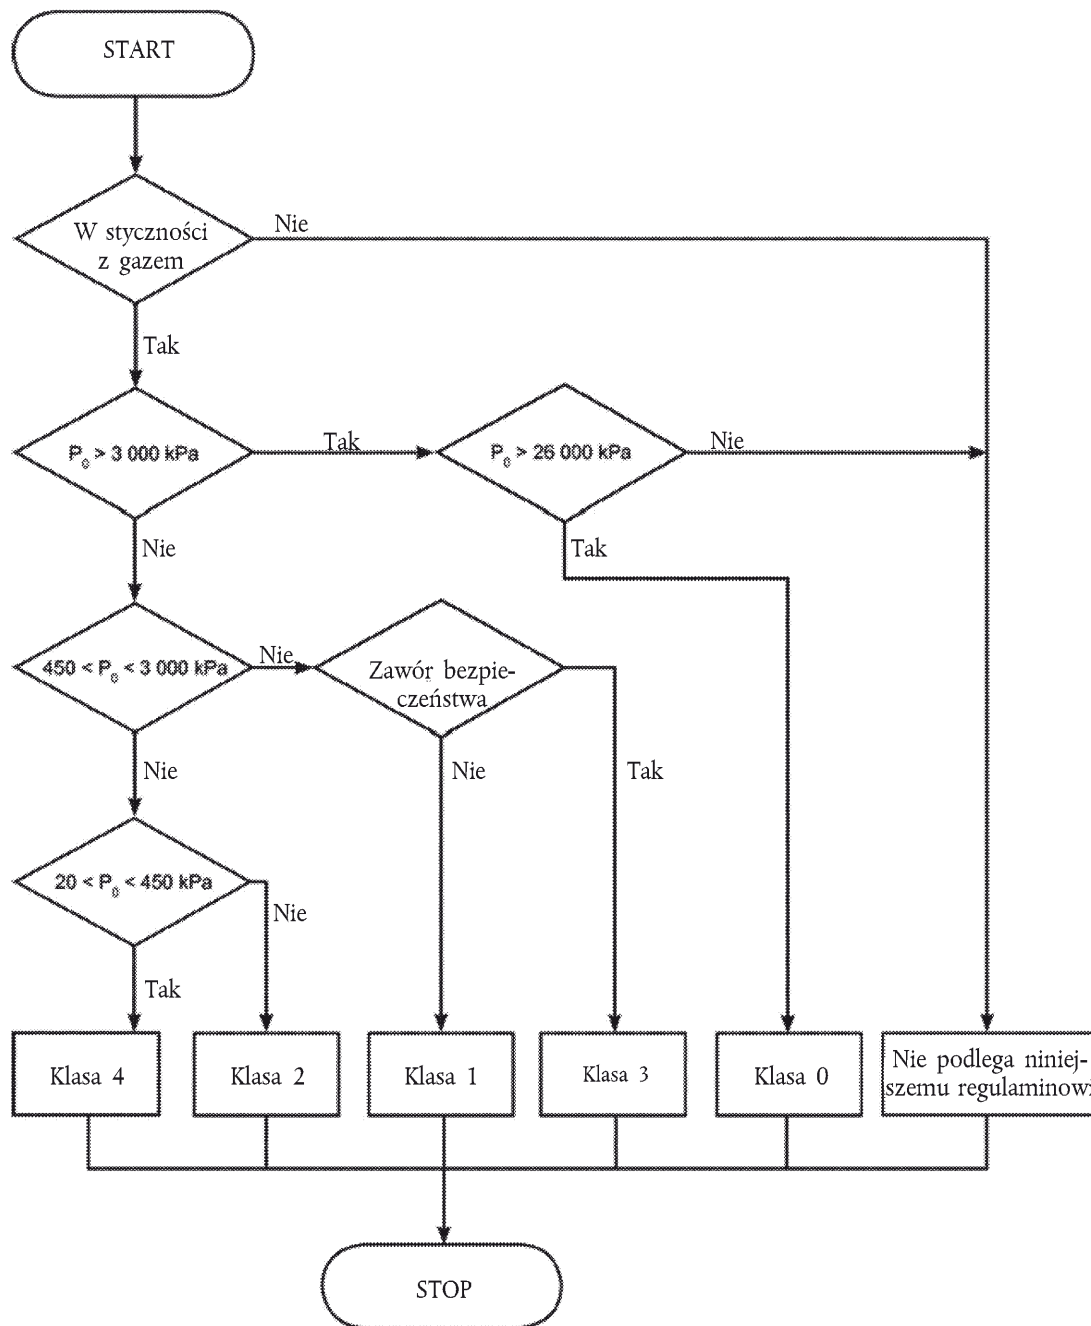 START
W styczności
z gazem
Nie
Tak
P₀ > 3 000 kPa
Tak
P₀ > 26 000 kPa
Nie
Nie
Tak
450 < P₀ < 3 000 kPa
Nie
Zawór bezpie-
czeństwa
Nie
Nie
Tak
20 < P₀ < 450 kPa
Nie
Tak
Klasa 4
Klasa 2
Klasa 1
Klasa 3
Klasa 0
Nie podlega niniej-
szemu regulaminowi
STOP